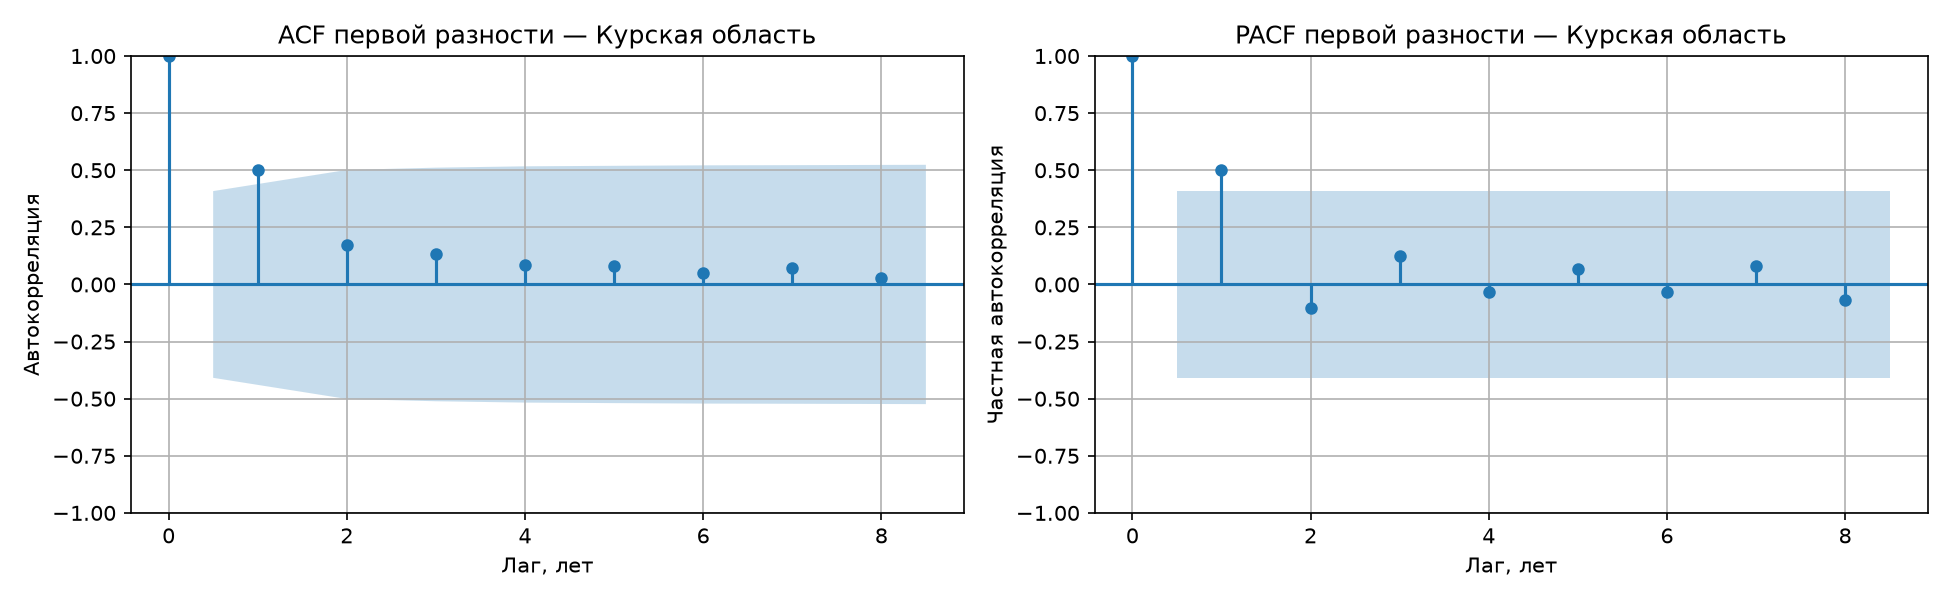 ACF первой разности — Курская область
Автокорреляция
1.00
0.75
0.50
0.25
0.00
−0.25
−0.50
−0.75
−1.00
0 2 4 6 8
Лаг, лет
PACF первой разности — Курская область
Частная автокорреляция
1.00
0.75
0.50
0.25
0.00
−0.25
−0.50
−0.75
−1.00
0 2 4 6 8
Лаг, лет